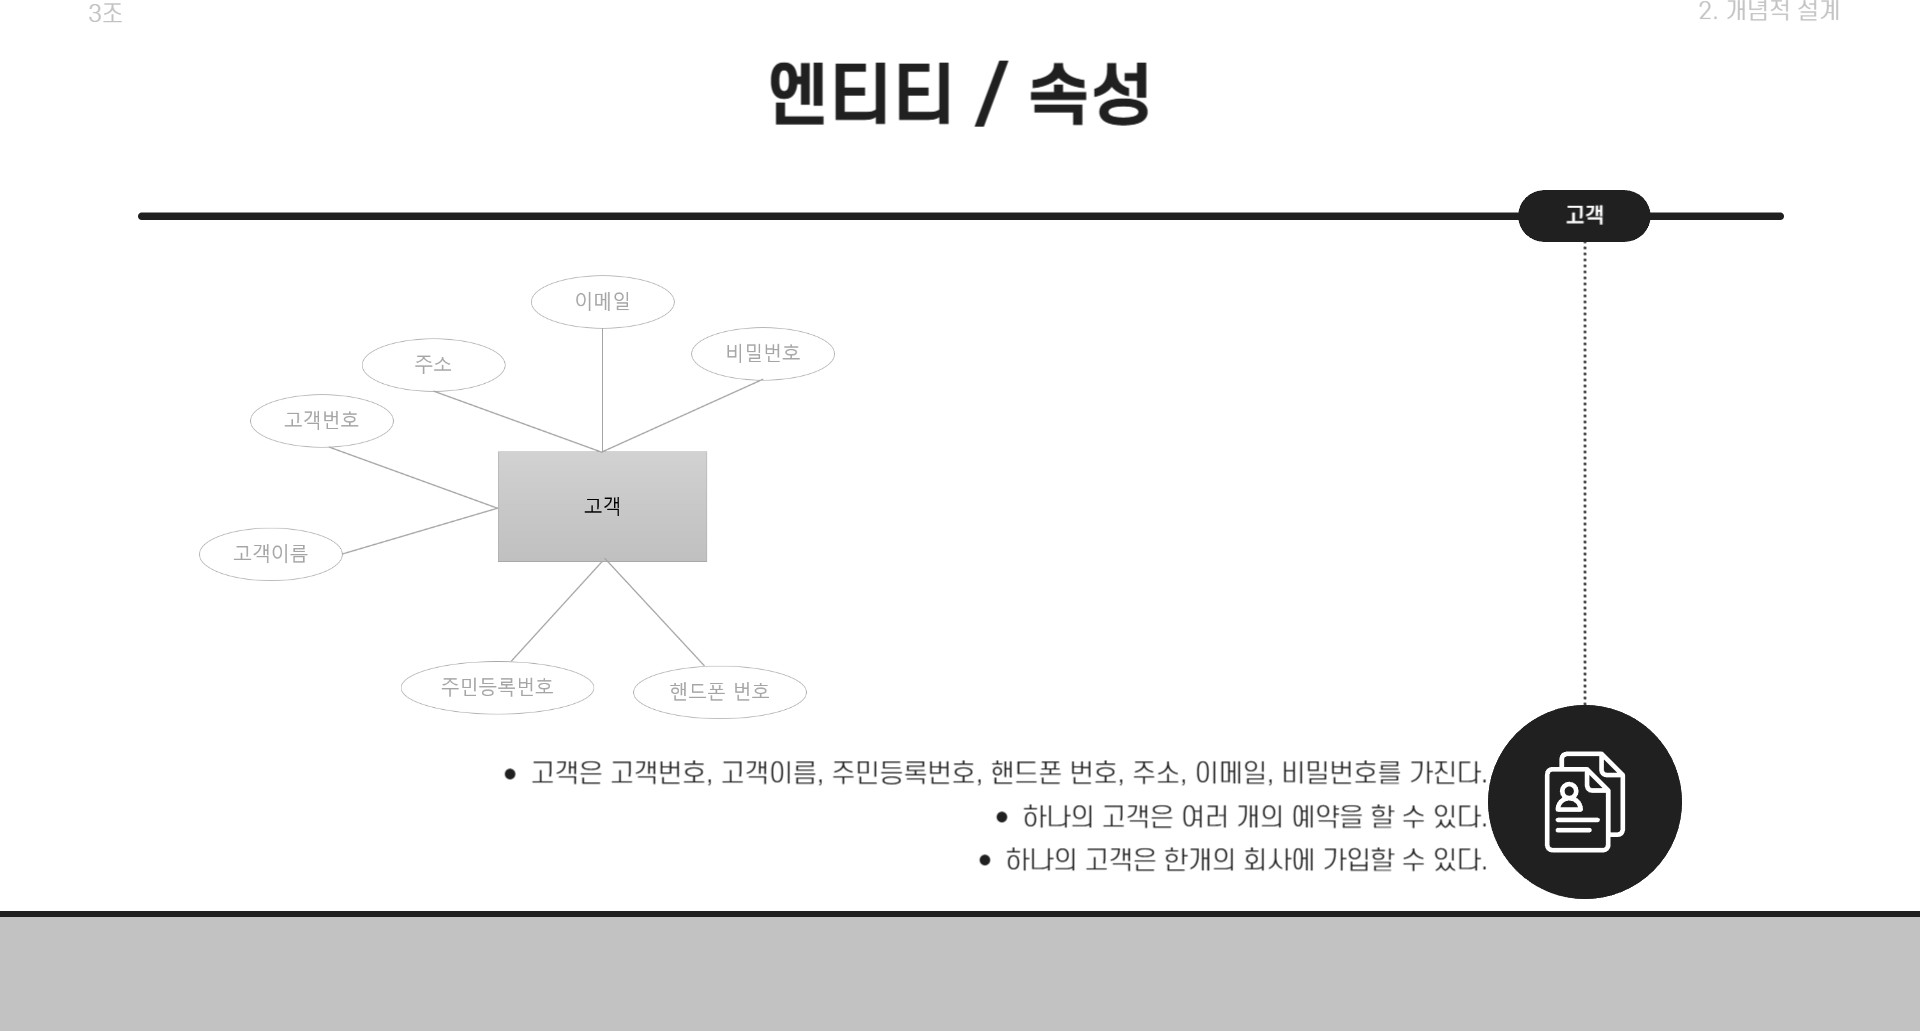 3조
2. 개념적 설계
엔티티 / 속성
고객
이메일
비밀번호
주소
고객번호
고객
고객이름
주민등록번호
핸드폰 번호
• 고객은 고객번호, 고객이름, 주민등록번호, 핸드폰 번호, 주소, 이메일, 비밀번호를 가진다.
• 하나의 고객은 여러 개의 예약을 할 수 있다.
• 하나의 고객은 한개의 회사에 가입할 수 있다.